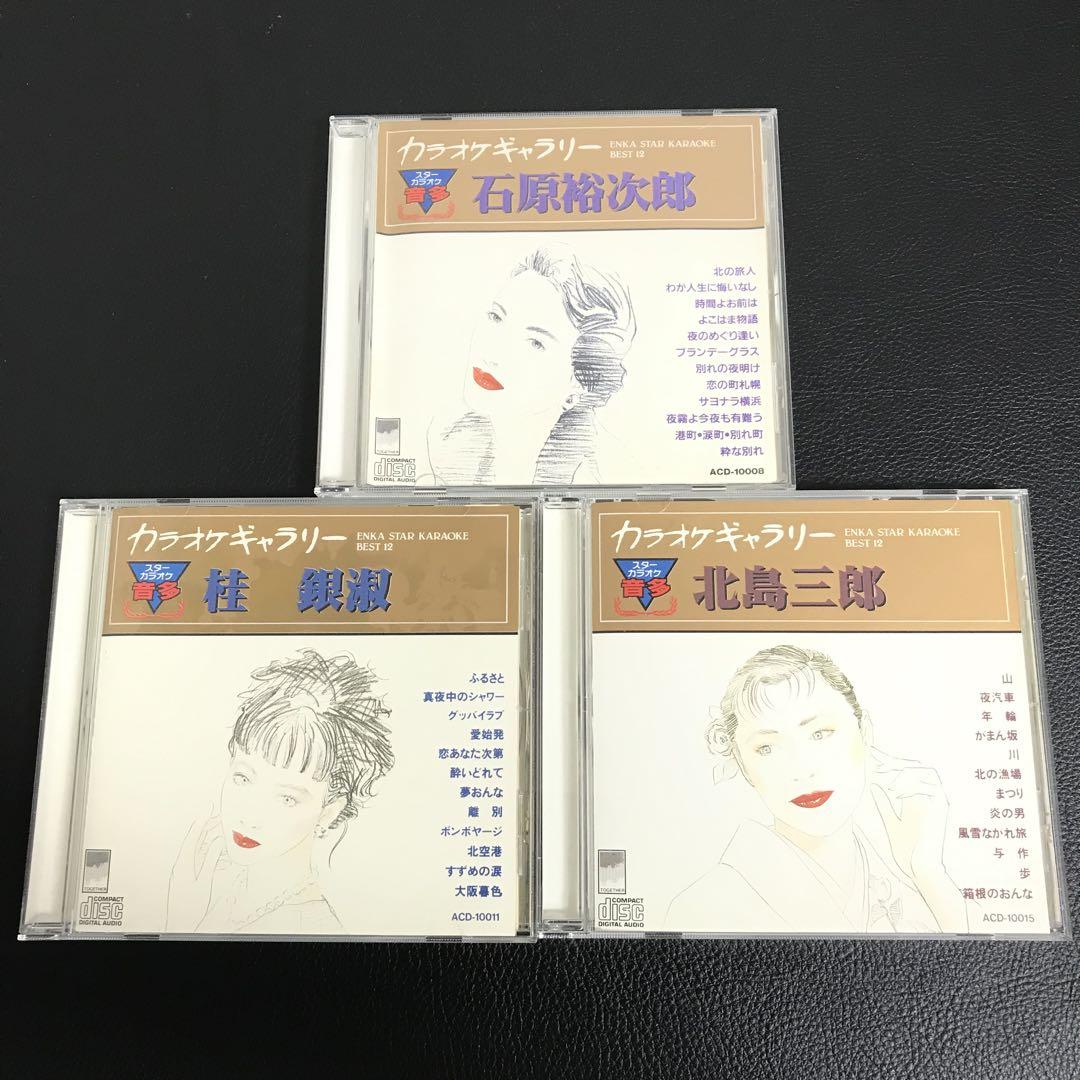 カラオケギャラリー
ENKA STAR KARAOKE
BEST 12
スター
カラオケ
音多
石原裕次郎
北の旅人
わが人生に悔いなし
時間よお前は
よこはま物語
夜のめぐり逢い
ブランデーグラス
別れの夜明け
恋の町札幌
サヨナラ横浜
夜霧よ今夜も有難う
港町•涙町•別れ町
粋な別れ
ACD-10008
TOGETHER
COMPACT
disc
DIGITAL AUDIO
カラオケギャラリー
ENKA STAR KARAOKE
BEST 12
スター
カラオケ
音多
桂 銀淑
ふるさと
真夜中のシャワー
グッバイラブ
愛始発
恋あなた次第
酔いどれて
夢おんな
離別
ボンボヤージ
北空港
すずめの涙
大阪暮色
ACD-10011
TOGETHER
COMPACT
disc
DIGITAL AUDIO
カラオケギャラリー
ENKA STAR KARAOKE
BEST 12
スター
カラオケ
音多
北島三郎
山
夜汽車
年輪
かまん坂
川
北の漁場
まつり
炎の男
風雪ながれ旅
与作
歩
箱根のおんな
ACD-10015
TOGETHER
COMPACT
disc
DIGITAL AUDIO